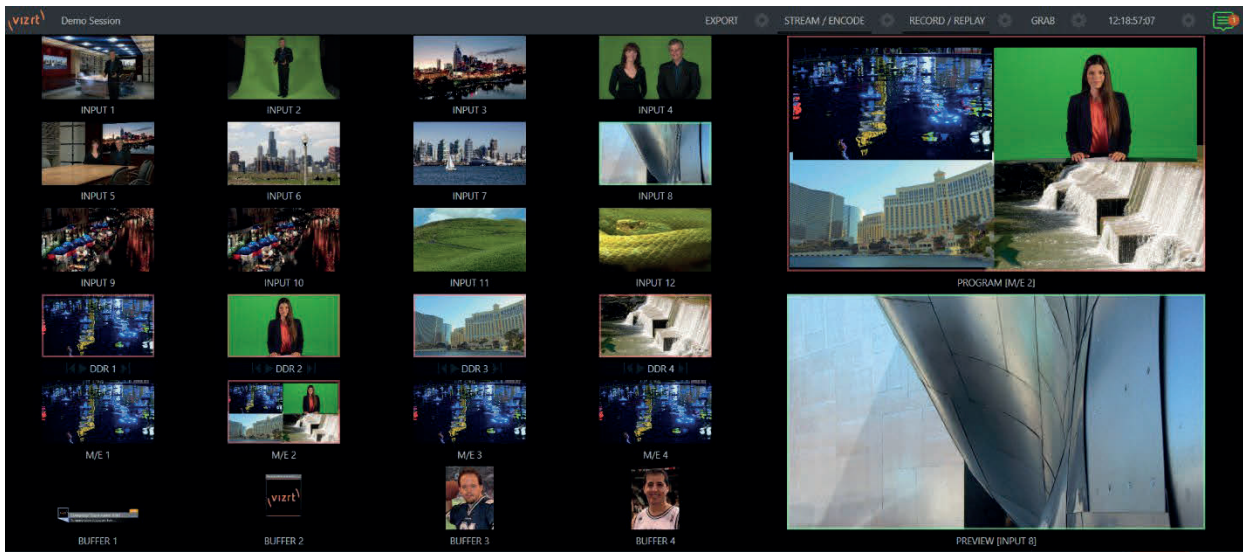 vizrt Demo Session EXPORT STREAM / ENCODE RECORD / REPLAY GRAB 12:18:57:07 1
INPUT 1 INPUT 2 INPUT 3 INPUT 4
INPUT 5 INPUT 6 INPUT 7 INPUT 8
INPUT 9 INPUT 10 INPUT 11 INPUT 12
PROGRAM [M/E 2]
DDR 1 DDR 2 DDR 3 DDR 4
M/E 1 M/E 2 M/E 3 M/E 4
vizrt
BUFFER 1 BUFFER 2 BUFFER 3 BUFFER 4
PREVIEW [INPUT 8]